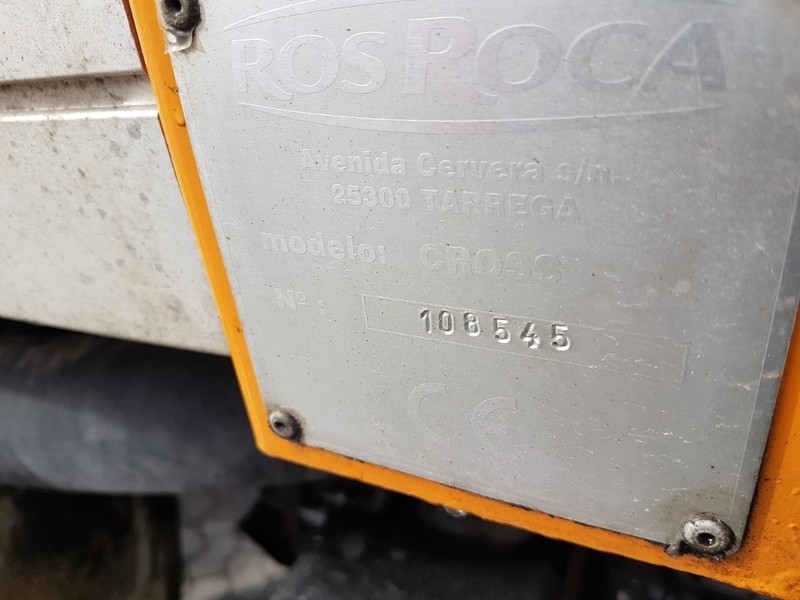 ROS ROCA
Avenida Cervera s/n.
25300 TARREGA
modelo: CROSS
Nº: 108545
CE